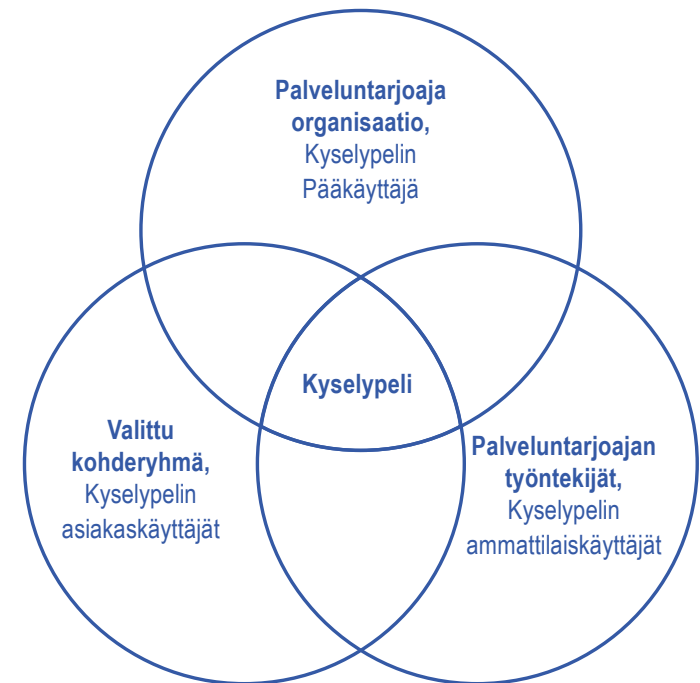 Palveluntarjoaja
organisaatio,
Kyselypelin
Pääkäyttäjä
Kyselypeli
Valittu
kohderyhmä,
Kyselypelin
asiakaskäyttäjät
Palveluntarjoajan
työntekijät,
Kyselypelin
ammattilaiskäyttäjät